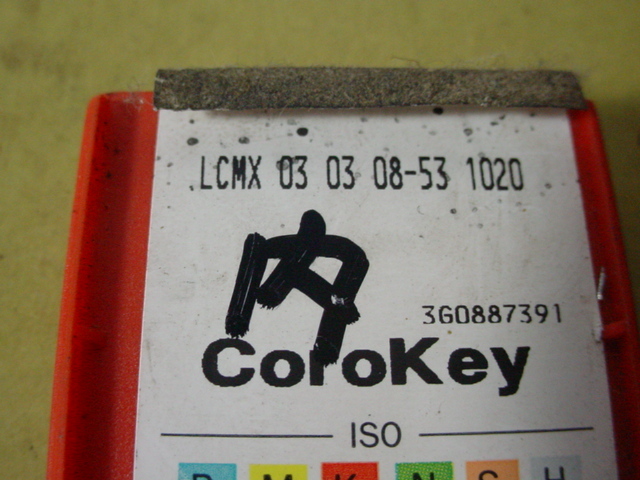 LCMX 03 03 08-53 1020
内
3G0887391
CoroKey
ISO
P M K N S H